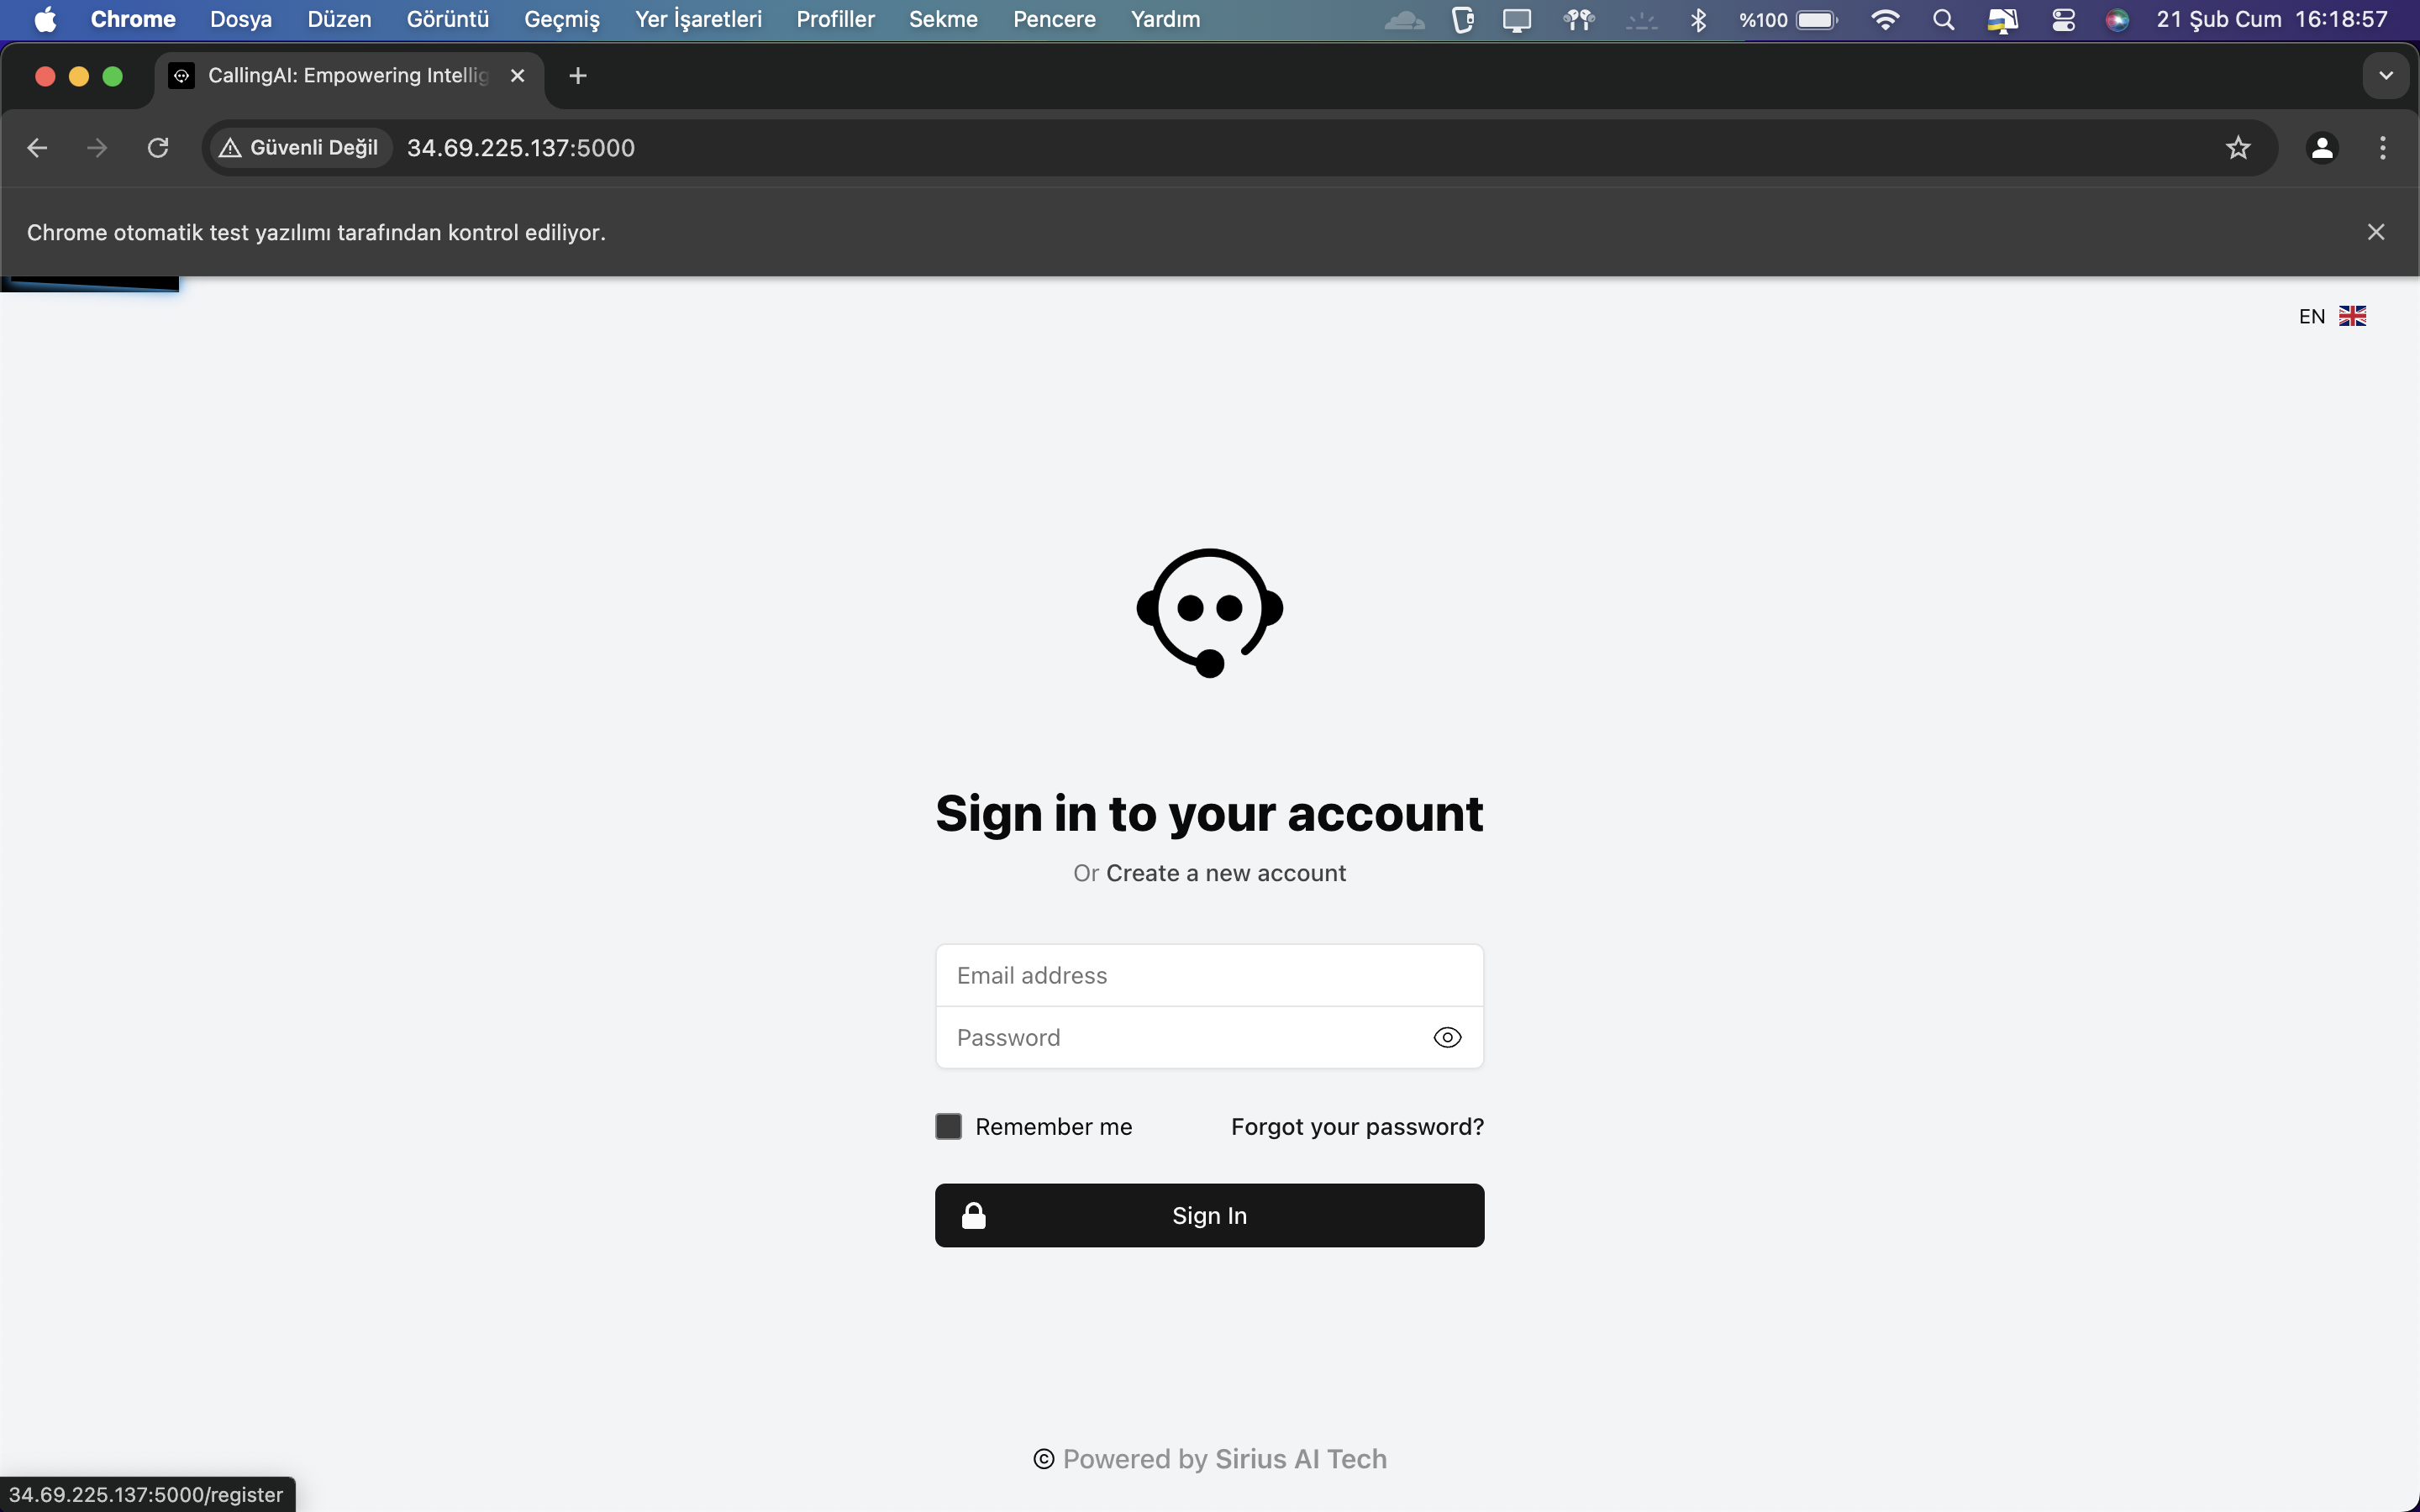 Chrome Dosya Düzen Görüntü Geçmiş Yer İşaretleri Profiller Sekme Pencere Yardım %100 21 Şub Cum 16:18:57
CallingAI: Empowering Intellig
Güvenli Değil 34.69.225.137:5000
Chrome otomatik test yazılımı tarafından kontrol ediliyor.
EN
Sign in to your account
Or Create a new account
Email address
Password
Remember me Forgot your password?
Sign In
© Powered by Sirius AI Tech
34.69.225.137:5000/register